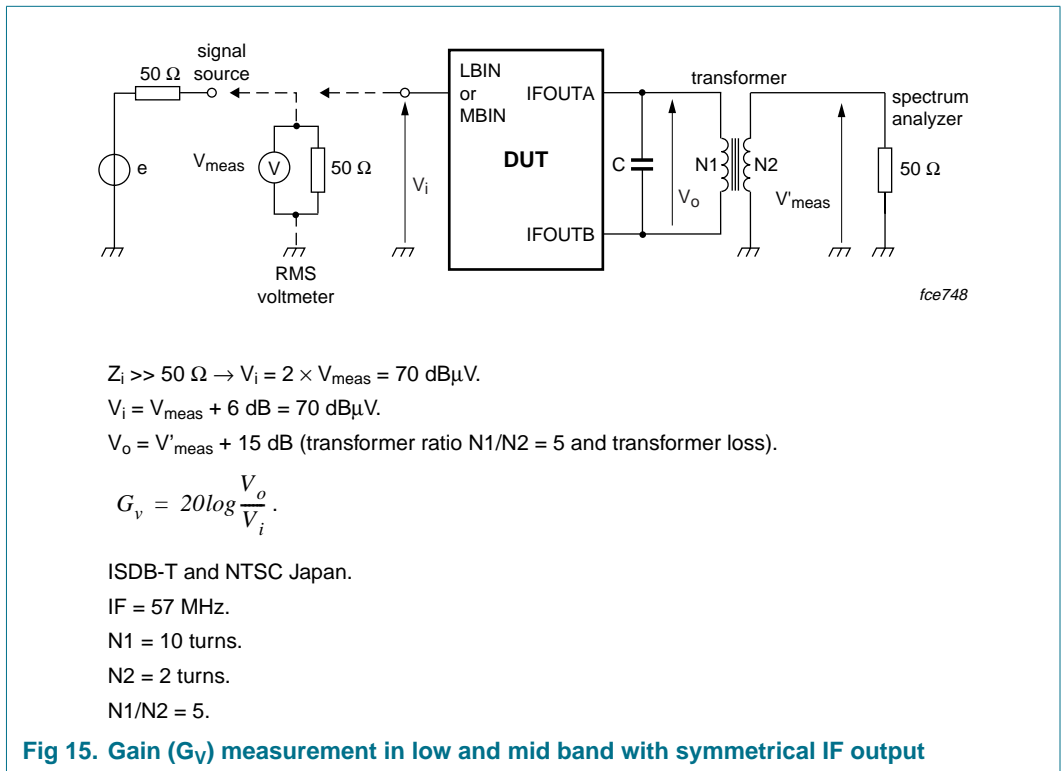 signal
source
50 Ω
e
Vmeas
V
50 Ω
RMS
voltmeter
Vi
LBIN
or
MBIN
IFOUTA
DUT
IFOUTB
C
Vo
transformer
N1
N2
V'meas
spectrum
analyzer
50 Ω
fce748
Zi >> 50 Ω → Vi = 2 × Vmeas = 70 dBμV.
Vi = Vmeas + 6 dB = 70 dBμV.
Vo = V'meas + 15 dB (transformer ratio N1/N2 = 5 and transformer loss).
Gv = 20log Vo/Vi.
ISDB-T and NTSC Japan.
IF = 57 MHz.
N1 = 10 turns.
N2 = 2 turns.
N1/N2 = 5.
Fig 15. Gain (GV) measurement in low and mid band with symmetrical IF output